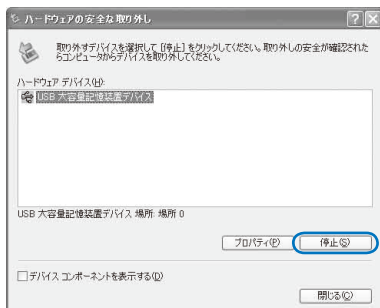 ハードウェアの安全な取り外し
取り外すデバイスを選択して [停止] をクリックしてください。取り外しの安全が確認された
らコンピュータからデバイスを取り外してください。
ハードウェア デバイス(H):
USB 大容量記憶装置デバイス
USB 大容量記憶装置デバイス 場所: 場所 0
プロパティ(P) 停止(S)
デバイス コンポーネントを表示する(D)
閉じる(C)